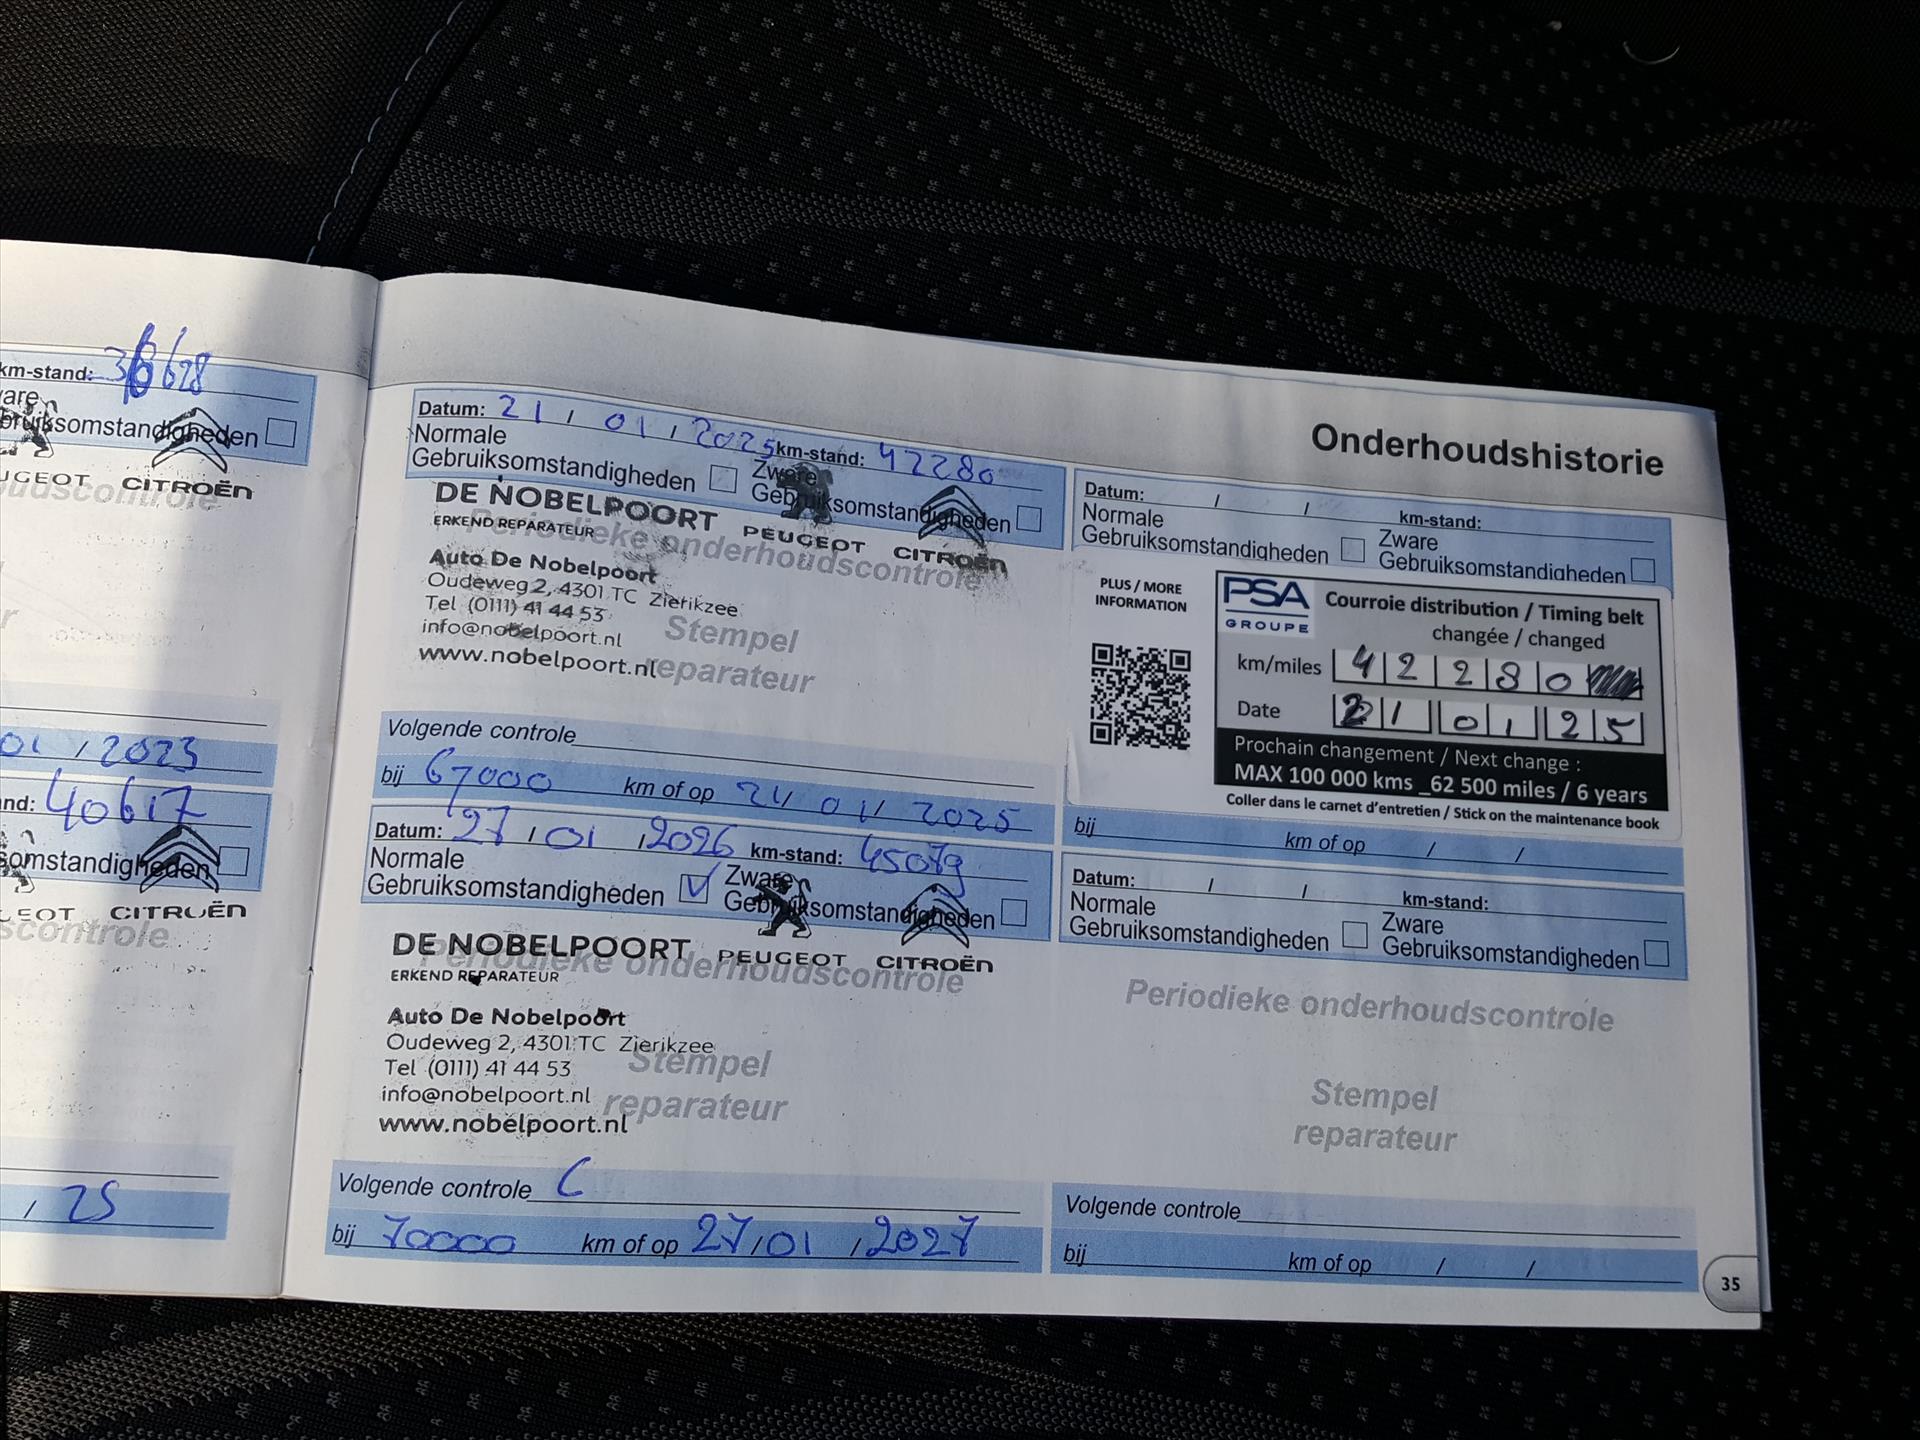 km-stand: 36628
Gebruiksomstandigheden
PEUGEOT CITROËN
01 / 2023
40617
omstandigheden
CITROËN
controle
/ 25
Onderhoudshistorie
Datum: 21 / 01 / 2025 km-stand: 42280
Normale Gebruiksomstandigheden
Zware Gebruiksomstandigheden
DE NOBELPOORT PEUGEOT CITROËN
ERKEND REPARATEUR
Periodieke onderhoudscontrole
Auto De Nobelpoort
Oudeweg 2, 4301 TC Zierikzee
Tel (0111) 41 44 53
info@nobelpoort.nl
www.nobelpoort.nl
Stempel
reparateur
Volgende controle
bij 67000 km of op 21/ 01/ 2025
Datum: 27 / 01 / 2026 km-stand: 45079
Normale Gebruiksomstandigheden
Zware Gebruiksomstandigheden
DE NOBELPOORT PEUGEOT CITROËN
ERKEND REPARATEUR
Periodieke onderhoudscontrole
Auto De Nobelpoort
Oudeweg 2, 4301 TC Zierikzee
Tel (0111) 41 44 53
info@nobelpoort.nl
www.nobelpoort.nl
Stempel
reparateur
Volgende controle C
bij 70000 km of op 27 / 01 / 2027
Datum: / / km-stand:
Normale Gebruiksomstandigheden
Zware Gebruiksomstandigheden
PLUS / MORE
INFORMATION
PSA
GROUPE
Courroie distribution / Timing belt
changée / changed
km/miles 42280
Date 21 01 25
Prochain changement / Next change :
MAX 100 000 kms _62 500 miles / 6 years
Coller dans le carnet d'entretien / Stick on the maintenance book
bij km of op / /
Datum: / / km-stand:
Normale Gebruiksomstandigheden
Zware Gebruiksomstandigheden
Periodieke onderhoudscontrole
Stempel
reparateur
Volgende controle
bij km of op / /
35